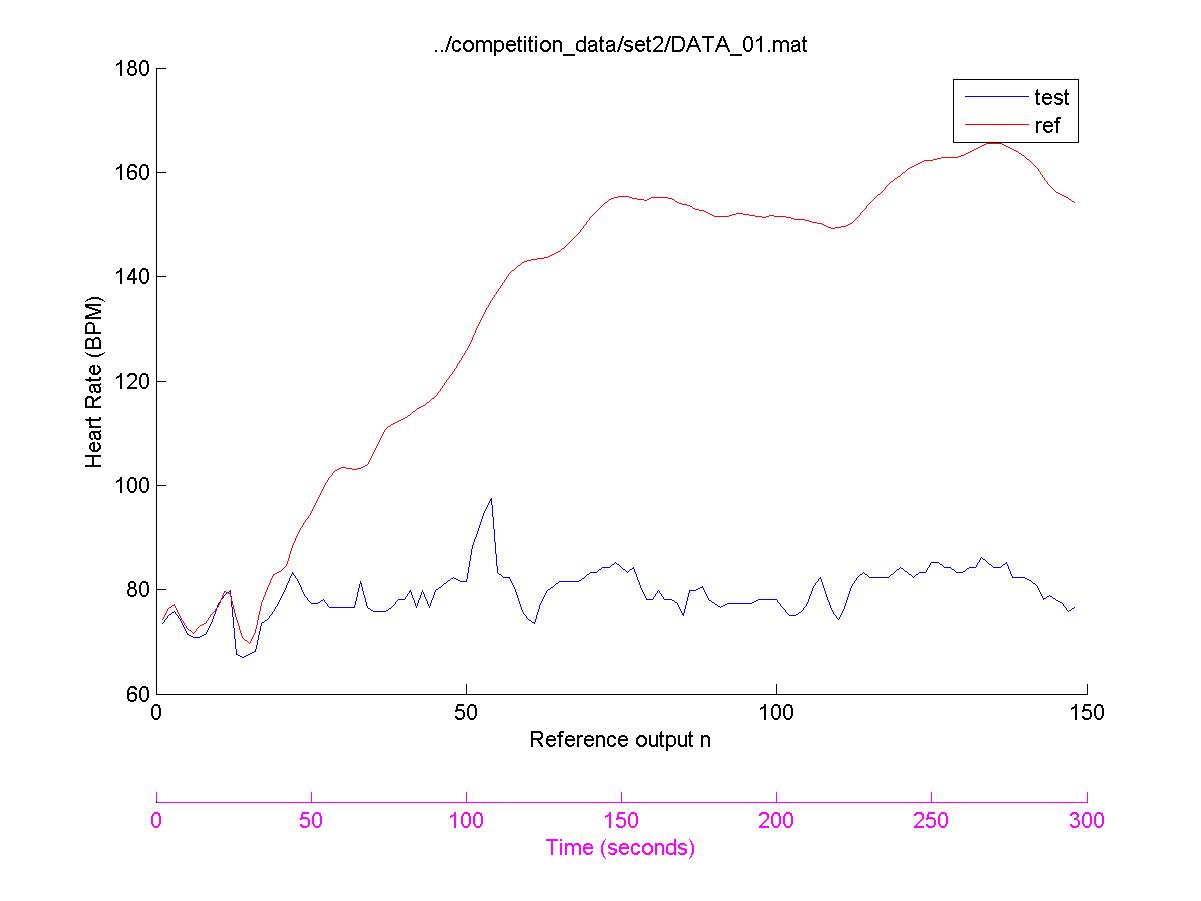 ../competition_data/set2/DATA_01.mat
180
160
140
120
100
80
60
Heart Rate (BPM)
test
ref
0 50 100 150
Reference output n
0 50 100 150 200 250 300
Time (seconds)